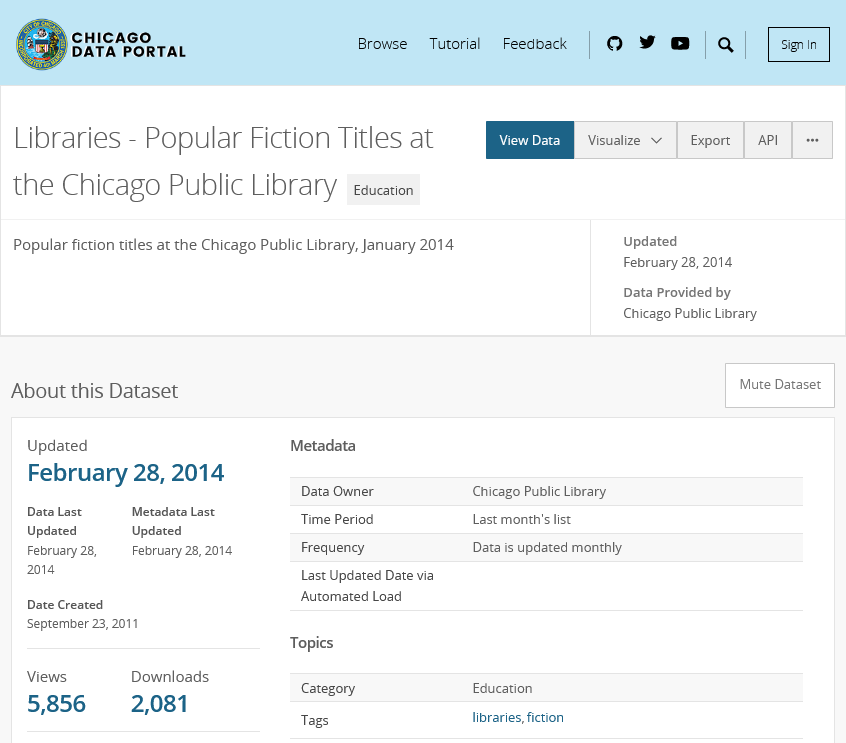 CHICAGO
DATA PORTAL
Browse Tutorial Feedback Sign In
Libraries - Popular Fiction Titles at
the Chicago Public Library Education
View Data Visualize Export API ···
Popular fiction titles at the Chicago Public Library, January 2014
Updated
February 28, 2014
Data Provided by
Chicago Public Library
About this Dataset
Mute Dataset
Updated
February 28, 2014
Data Last
Updated
February 28,
2014
Metadata Last
Updated
February 28, 2014
Date Created
September 23, 2011
Views
5,856
Downloads
2,081
Metadata
Data Owner Chicago Public Library
Time Period Last month's list
Frequency Data is updated monthly
Last Updated Date via
Automated Load
Topics
Category Education
Tags libraries, fiction